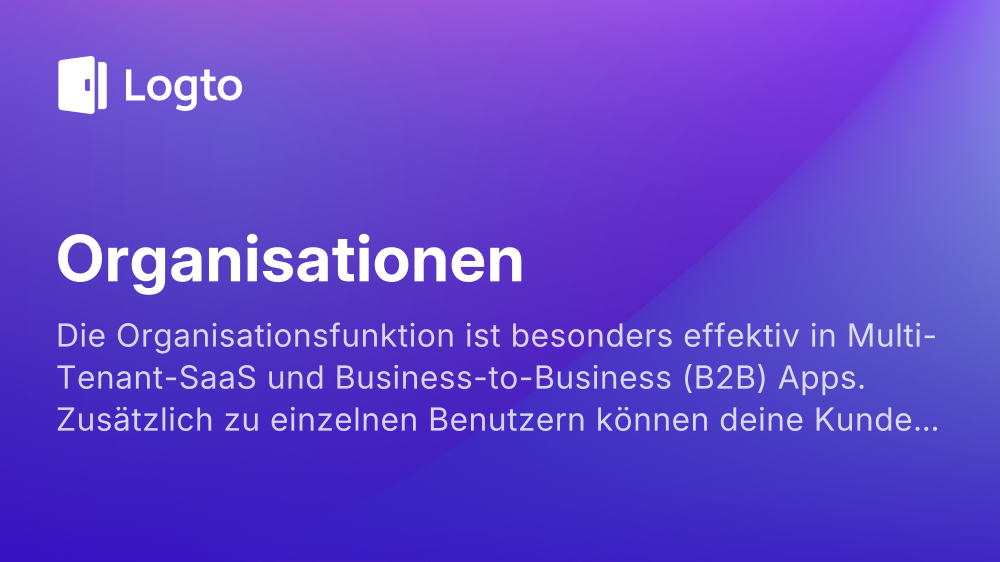 Logto
Organisationen
Die Organisationsfunktion ist besonders effektiv in Multi-
Tenant-SaaS und Business-to-Business (B2B) Apps.
Zusätzlich zu einzelnen Benutzern können deine Kunde...